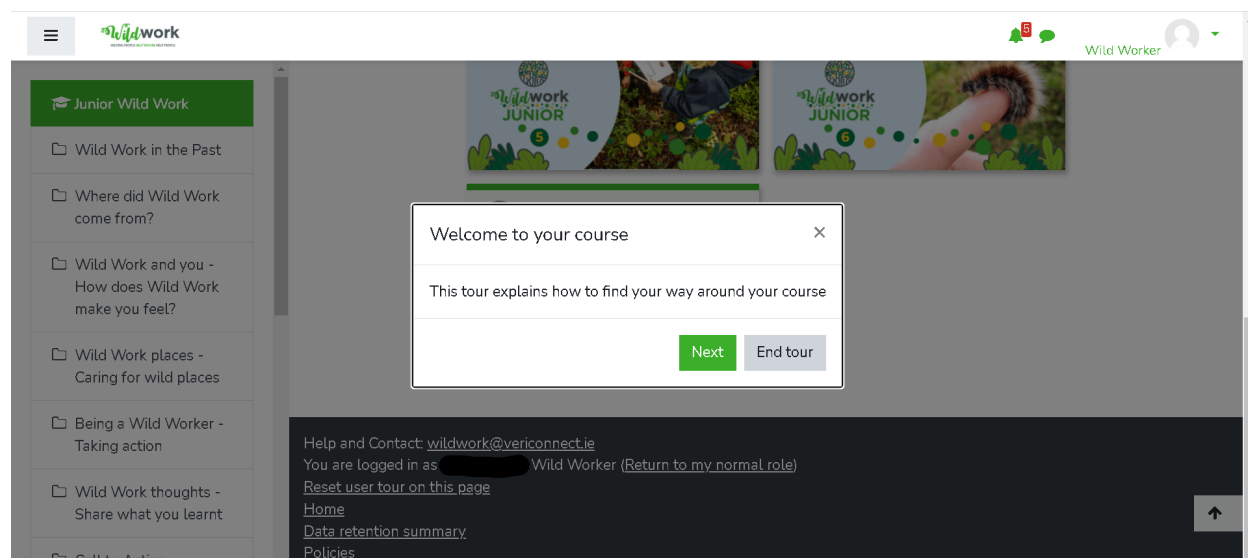 Wildwork
5
Wild Worker
Junior Wild Work
Wild Work in the Past
Where did Wild Work
come from?
Wild Work and you -
How does Wild Work
make you feel?
Wild Work places -
Caring for wild places
Being a Wild Worker -
Taking action
Wild Work thoughts -
Share what you learnt
Wildwork
JUNIOR
5
Wildwork
JUNIOR
6
Welcome to your course
×
This tour explains how to find your way around your course
Next
End tour
Help and Contact: wildwork@vericonnect.ie
You are logged in as Wild Worker (Return to my normal role)
Reset user tour on this page
Home
Data retention summary
Policies